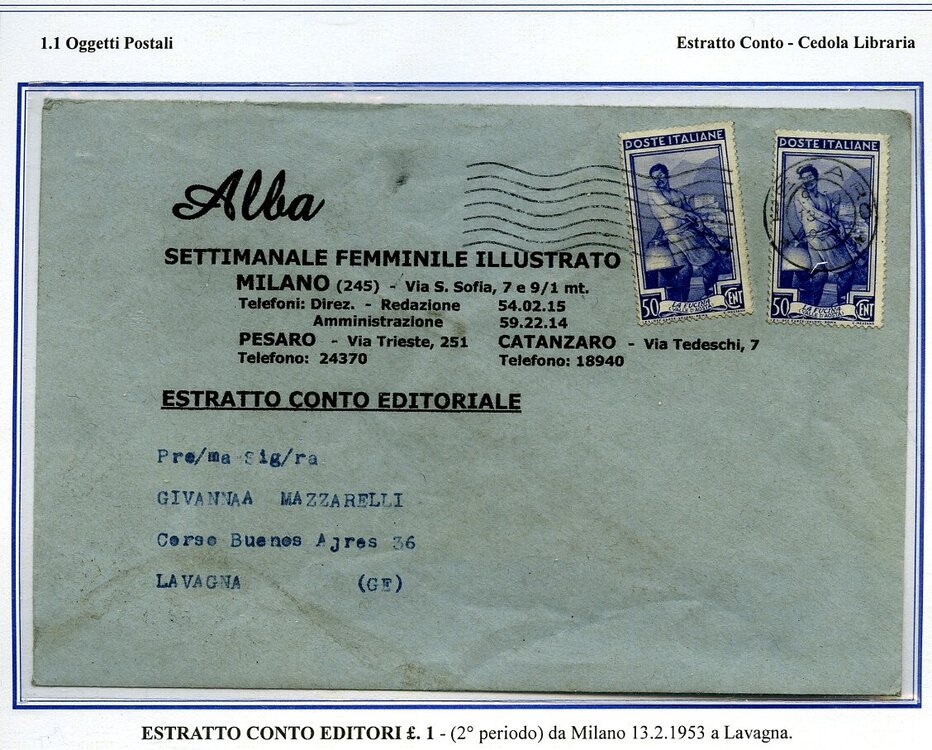 1.1 Oggetti Postali
Estratto Conto - Cedola Libraria
Alba
SETTIMANALE FEMMINILE ILLUSTRATO
MILANO (245) - Via S. Sofia, 7 e 9/1 mt.
Telefoni: Direz. - Redazione 54.02.15
Amministrazione 59.22.14
PESARO - Via Trieste, 251 CATANZARO - Via Tedeschi, 7
Telefono: 24370 Telefono: 18940
ESTRATTO CONTO EDITORIALE
Pre/ma Sig/ra
GIVANNAA MAZZARELLI
Corso Buenos Ajres 36
LAVAGNA (GE)
POSTE ITALIANE
50 LA FUCINA CENT
POSTE ITALIANE
50 LA FUCINA CENT
ESTRATTO CONTO EDITORI £. 1 - (2° periodo) da Milano 13.2.1953 a Lavagna.